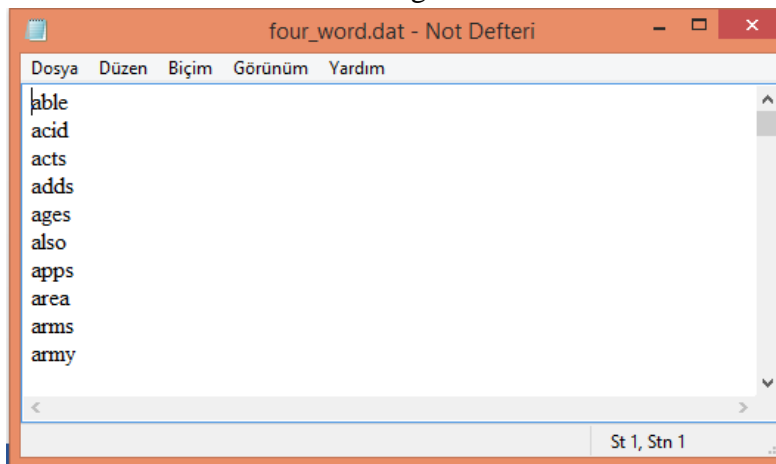 four_word.dat - Not Defteri
Dosya Düzen Biçim Görünüm Yardım
able
acid
acts
adds
ages
also
apps
area
arms
army
St 1, Stn 1